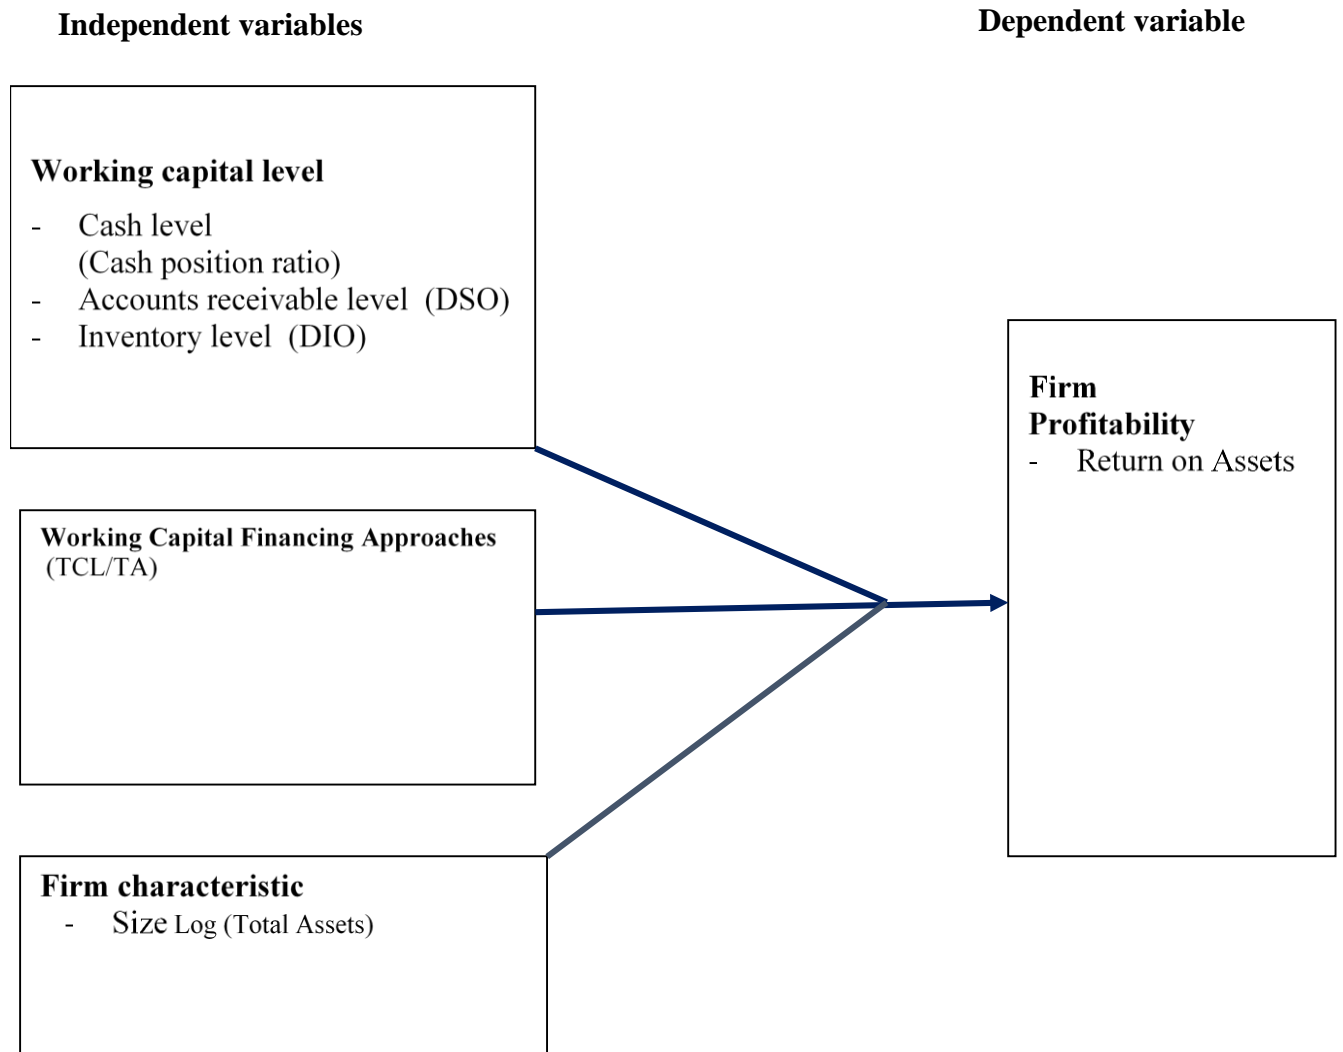 Independent variables
Dependent variable
Working capital level
- Cash level
(Cash position ratio)
- Accounts receivable level (DSO)
- Inventory level (DIO)
Working Capital Financing Approaches
(TCL/TA)
Firm characteristic
- Size Log (Total Assets)
Firm
Profitability
- Return on Assets